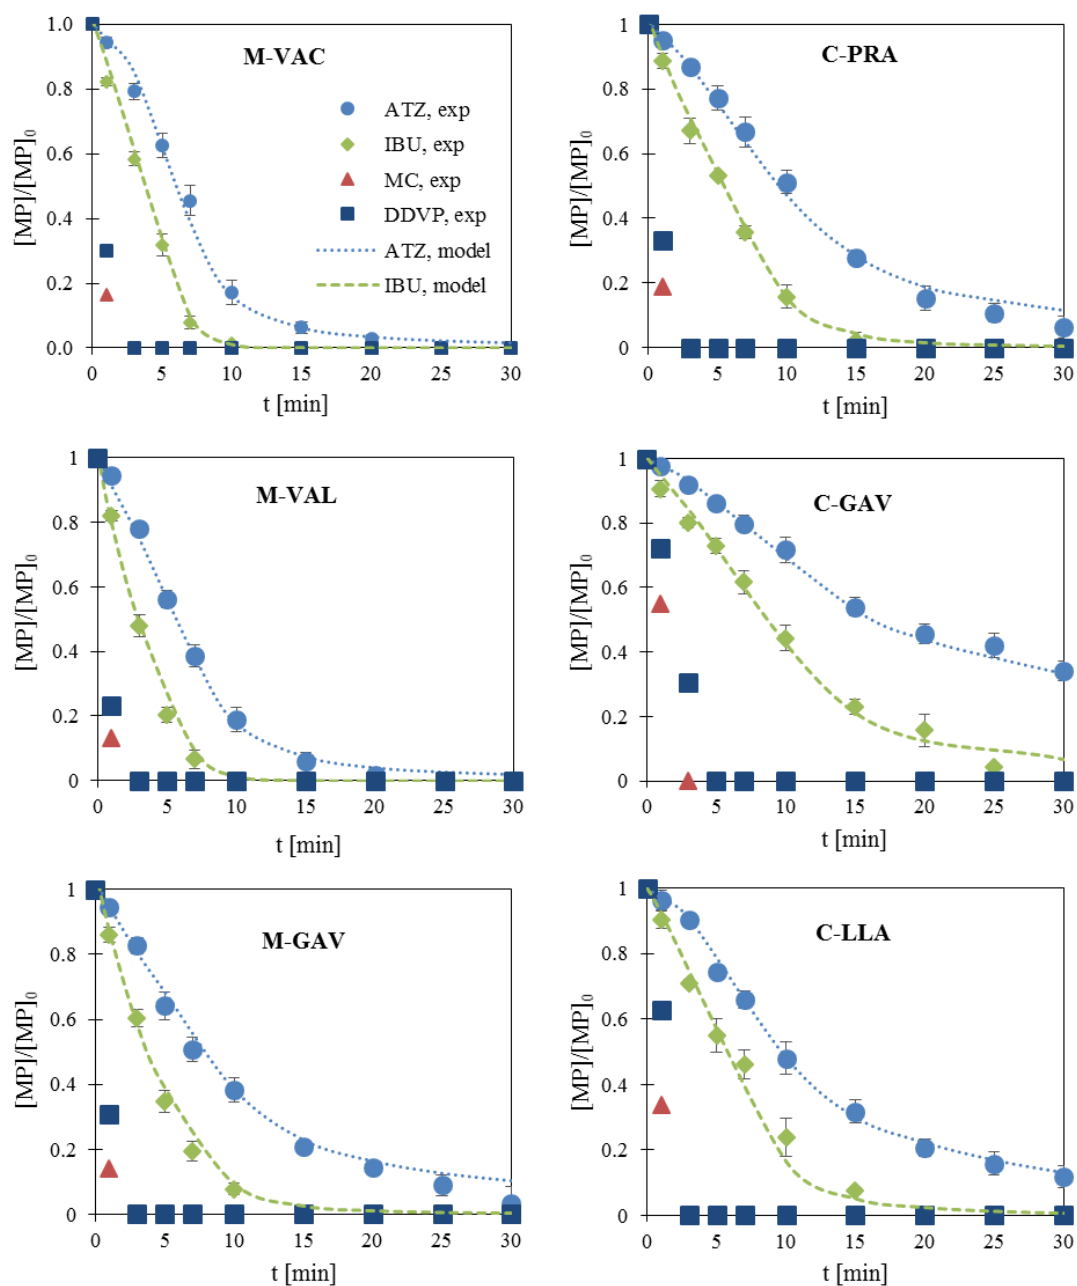 M-VAC
[MP]/[MP]0
1.0
0.8
0.6
0.4
0.2
0.0
ATZ, exp
IBU, exp
MC, exp
DDVP, exp
ATZ, model
IBU, model
0 5 10 15 20 25 30
t [min]
C-PRA
[MP]/[MP]0
1.0
0.8
0.6
0.4
0.2
0.0
0 5 10 15 20 25 30
t [min]
M-VAL
[MP]/[MP]0
1
0.8
0.6
0.4
0.2
0
0 5 10 15 20 25 30
t [min]
C-GAV
[MP]/[MP]0
1
0.8
0.6
0.4
0.2
0
0 5 10 15 20 25 30
t [min]
M-GAV
[MP]/[MP]0
1
0.8
0.6
0.4
0.2
0
0 5 10 15 20 25 30
t [min]
C-LLA
[MP]/[MP]0
1
0.8
0.6
0.4
0.2
0
0 5 10 15 20 25 30
t [min]